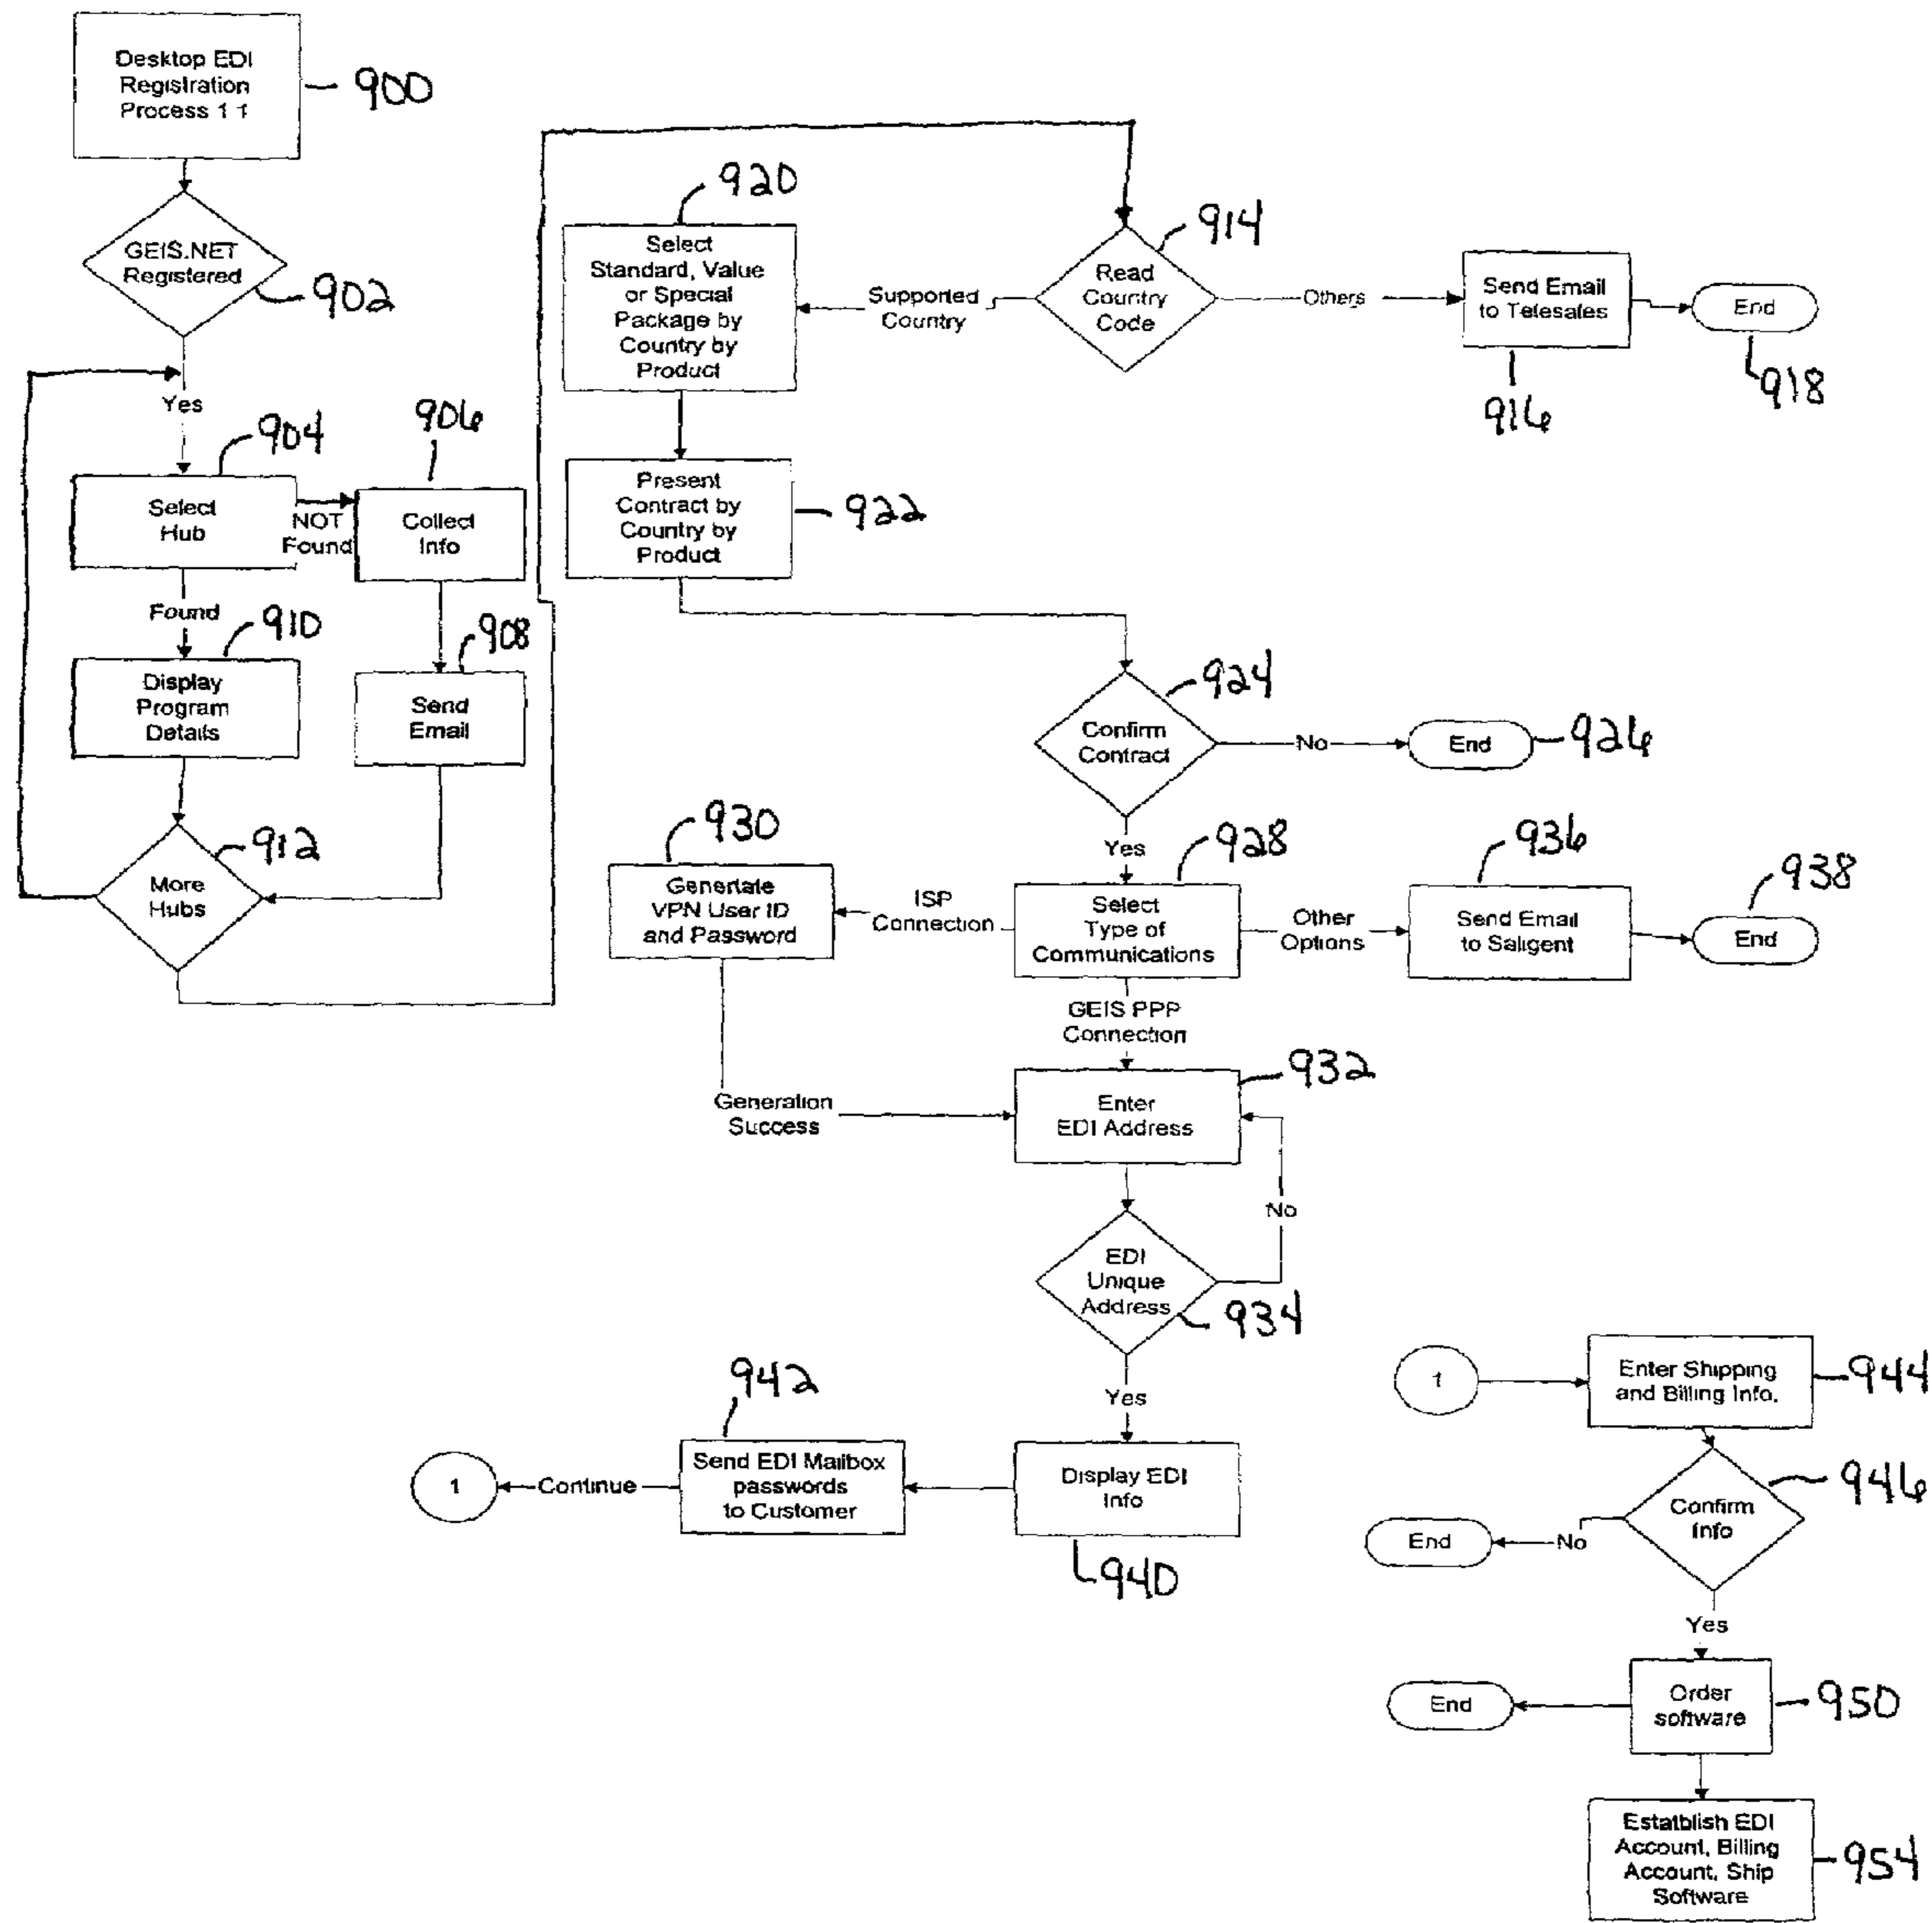 Desktop EDI
Registration
Process 1 1
900
GEIS.NET
Registered
902
Yes
Select
Hub
904
NOT
Found
Collect
Info
906
Found
Display
Program
Details
910
Send
Email
908
More
Hubs
912
Read
Country
Code
914
Others
Send Email
to Telesales
916
End
918
Supported
Country
Select
Standard, Value
or Special
Package by
Country by
Product
920
Present
Contract by
Country by
Product
922
Confirm
Contract
924
No
End
926
Yes
Select
Type of
Communications
928
ISP
Connection
Genertate
VPN User ID
and Password
930
Other
Options
Send Email
to Saligent
936
End
938
GEIS PPP
Connection
Generation
Success
Enter
EDI Address
932
No
EDI
Unique
Address
934
Yes
Display EDI
Info
940
Send EDI Mailbox
passwords
to Customer
942
Continue
1
1
Enter Shipping
and Billing Info.
944
Confirm
Info
946
No
End
Yes
Order
software
950
End
Estatblish EDI
Account, Billing
Account, Ship
Software
954